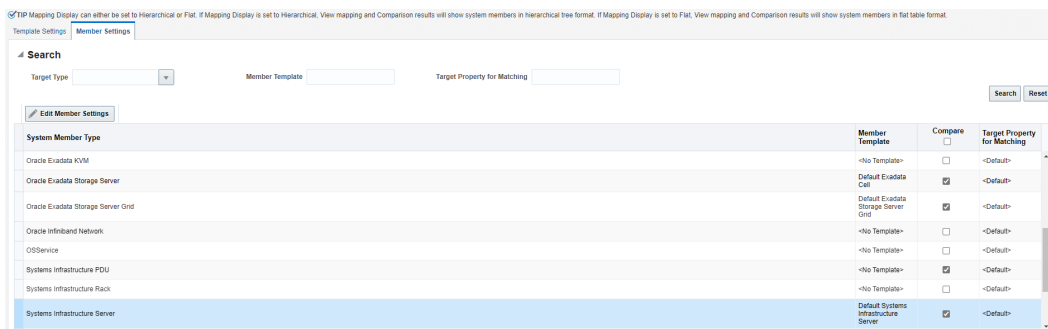 TIP Mapping Display can either be set to Hierarchical or Flat. If Mapping Display is set to Hierarchical, View mapping and Comparison results will show system members in hierarchical tree format. If Mapping Display is set to Flat, View mapping and Comparison results will show system members in flat table format.
Template Settings Member Settings
Search
Target Type Member Template Target Property for Matching
Search Reset
Edit Member Settings
System Member Type Member Template Compare Target Property for Matching
Oracle Exadata KVM <No Template> <Default>
Oracle Exadata Storage Server Default Exadata Cell <Default>
Oracle Exadata Storage Server Grid Default Exadata Storage Server Grid <Default>
Oracle Infiniband Network <No Template> <Default>
OSService <No Template> <Default>
Systems Infrastructure PDU <No Template> <Default>
Systems Infrastructure Rack <No Template> <Default>
Systems Infrastructure Server Default Systems Infrastructure Server <Default>